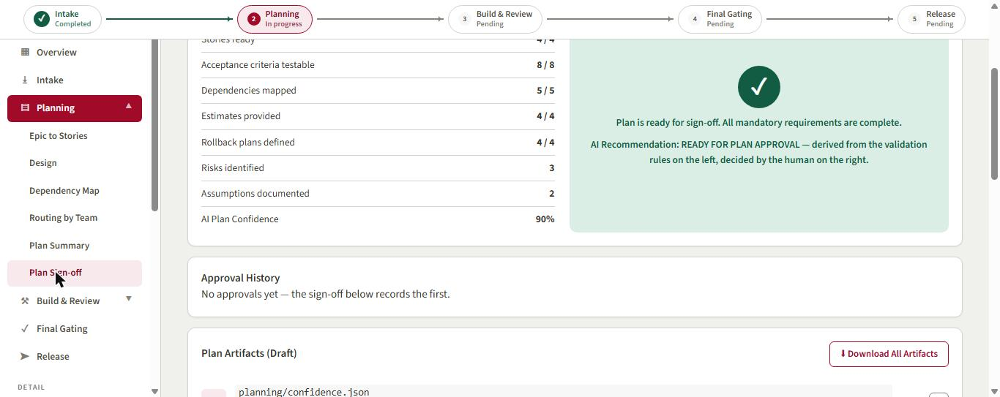 Intake
Completed
2
Planning
In progress
3
Build & Review
Pending
4
Final Gating
Pending
5
Release
Pending
Overview
Intake
Planning
Epic to Stories
Design
Dependency Map
Routing by Team
Plan Summary
Plan Sign-off
Build & Review
Final Gating
Release
DETAIL
Stories ready 4 / 4
Acceptance criteria testable 8 / 8
Dependencies mapped 5 / 5
Estimates provided 4 / 4
Rollback plans defined 4 / 4
Risks identified 3
Assumptions documented 2
AI Plan Confidence 90%
Plan is ready for sign-off. All mandatory requirements are complete.
AI Recommendation: READY FOR PLAN APPROVAL — derived from the validation
rules on the left, decided by the human on the right.
Approval History
No approvals yet — the sign-off below records the first.
Plan Artifacts (Draft)
Download All Artifacts
planning/confidence.json